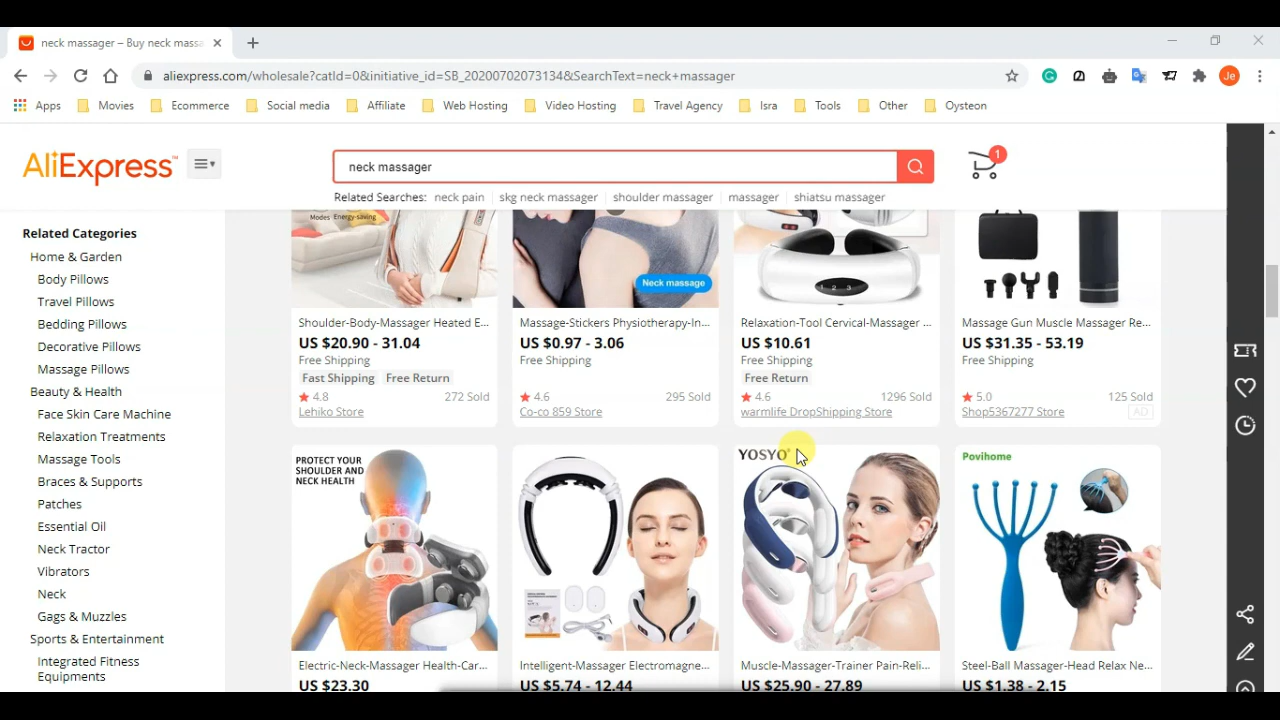 neck massager – Buy neck massa
aliexpress.com/wholesale?catId=0&initiative_id=SB_20200702073134&SearchText=neck+massager
Je
Apps
Movies
Ecommerce
Social media
Affiliate
Web Hosting
Video Hosting
Travel Agency
Isra
Tools
Other
Oysteon
AliExpress™
neck massager
1
Related Searches: neck pain skg neck massager shoulder massager massager shiatsu massager
Related Categories
Home & Garden
Body Pillows
Travel Pillows
Bedding Pillows
Decorative Pillows
Massage Pillows
Beauty & Health
Face Skin Care Machine
Relaxation Treatments
Massage Tools
Braces & Supports
Patches
Essential Oil
Neck Tractor
Vibrators
Neck
Gags & Muzzles
Sports & Entertainment
Integrated Fitness
Equipments
Modes Energy-saving
Shoulder-Body-Massager Heated E...
US $20.90 - 31.04
Free Shipping
Fast Shipping Free Return
4.8 272 Sold
Lehiko Store
Neck massage
Massage-Stickers Physiotherapy-In...
US $0.97 - 3.06
Free Shipping
4.6 295 Sold
Co-co 859 Store
1 2 3
Relaxation-Tool Cervical-Massager ...
US $10.61
Free Shipping
Free Return
4.6 1296 Sold
warmlife DropShipping Store
Massage Gun Muscle Massager Re...
US $31.35 - 53.19
Free Shipping
5.0 125 Sold
Shop5367277 Store AD
PROTECT YOUR
SHOULDER AND
NECK HEALTH
Electric-Neck-Massager Health-Car...
US $23.30
Intelligent-Massager Electromagne...
US $5.74 - 12.44
YOSYO®
Muscle-Massager-Trainer Pain-Reli...
US $25.90 - 27.89
Povihome
Steel-Ball Massager-Head Relax Ne...
US $1.38 - 2.15